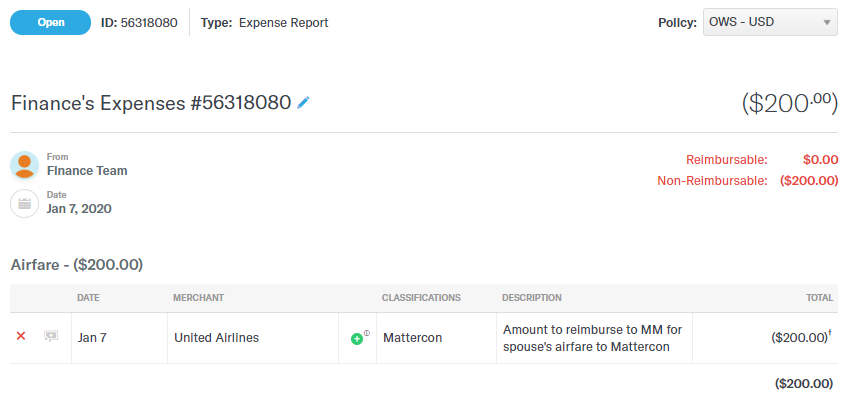 Open ID: 56318080 Type: Expense Report Policy: OWS - USD
Finance's Expenses #56318080 ($200.00)
From
FInance Team
Date
Jan 7, 2020
Reimbursable: $0.00
Non-Reimbursable: ($200.00)
Airfare - ($200.00)
DATE MERCHANT CLASSIFICATIONS DESCRIPTION TOTAL
Jan 7 United Airlines Mattercon Amount to reimburse to MM for spouse's airfare to Mattercon ($200.00)†
($200.00)